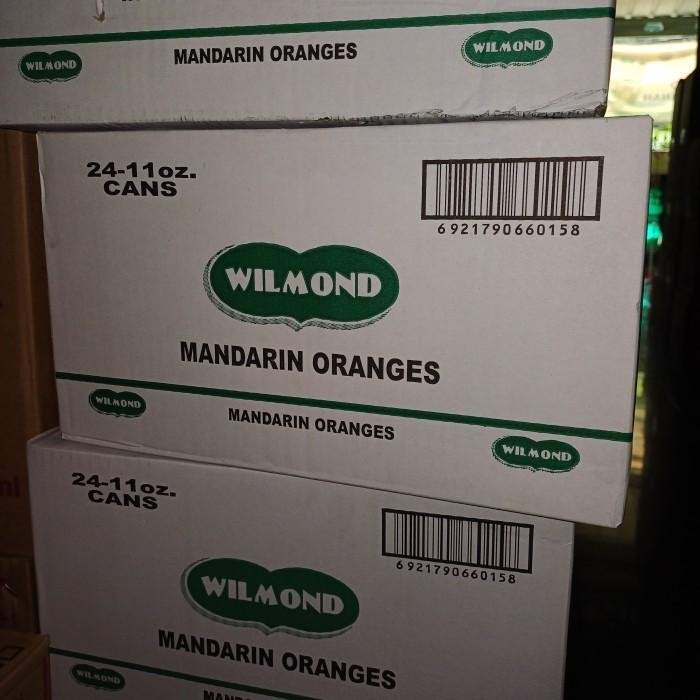 WILMOND
MANDARIN ORANGES
WILMOND
24-11oz.
CANS
6921790660158
WILMOND
MANDARIN ORANGES
WILMOND
MANDARIN ORANGES
WILMOND
24-11oz.
CANS
6921790660158
WILMOND
MANDARIN ORANGES
WILMOND